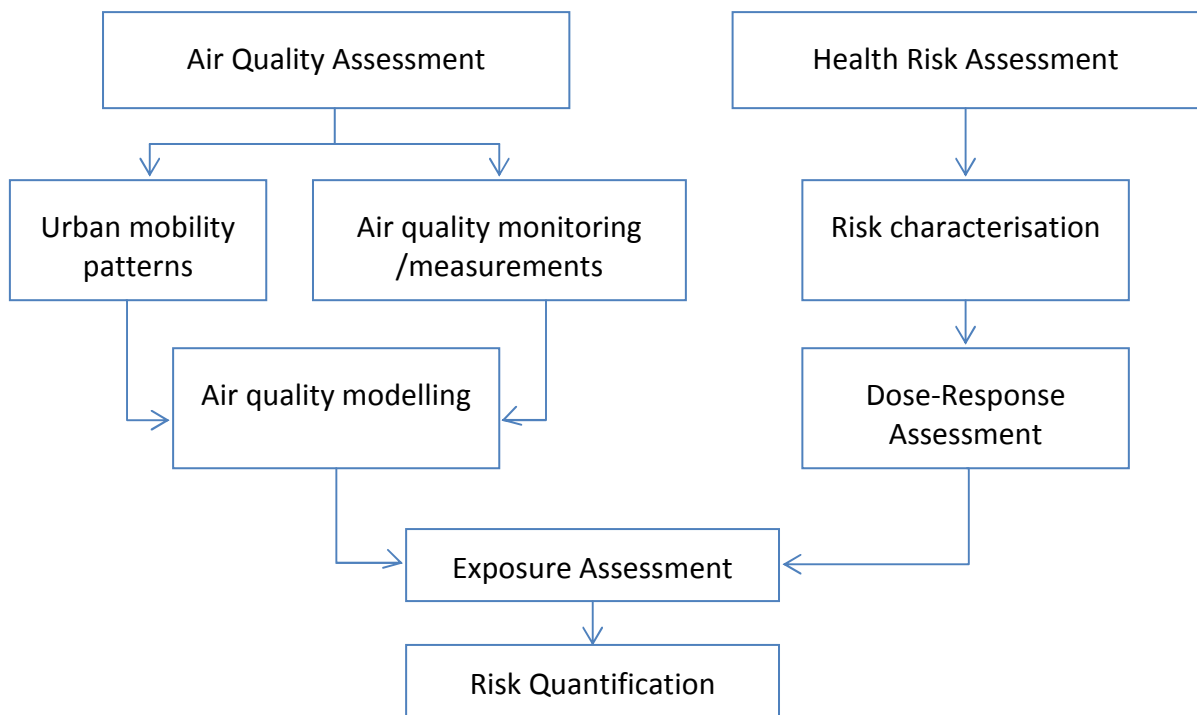 Air Quality Assessment
Health Risk Assessment
Urban mobility
patterns
Air quality monitoring
/measurements
Risk characterisation
Air quality modelling
Dose-Response
Assessment
Exposure Assessment
Risk Quantification